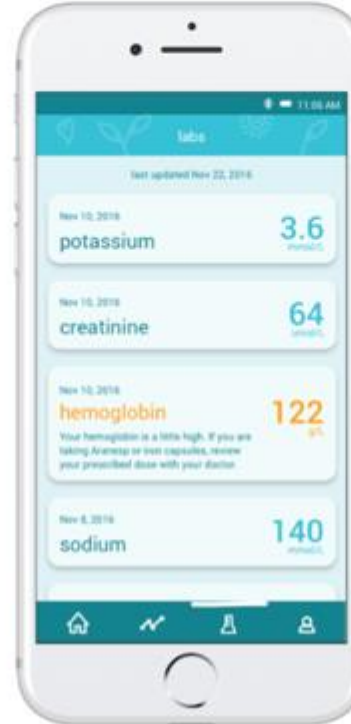 11:06 AM
labs
last updated Nov 22, 2016
Nov 10, 2016
potassium
3.6
mmol/L
Nov 10, 2016
creatinine
64
umol/L
Nov 10, 2016
hemoglobin
122
g/L
Your hemoglobin is a little high. If you are
taking Aranesp or iron capsules, review
your prescribed dose with your doctor
Nov 8, 2016
sodium
140
mmol/L